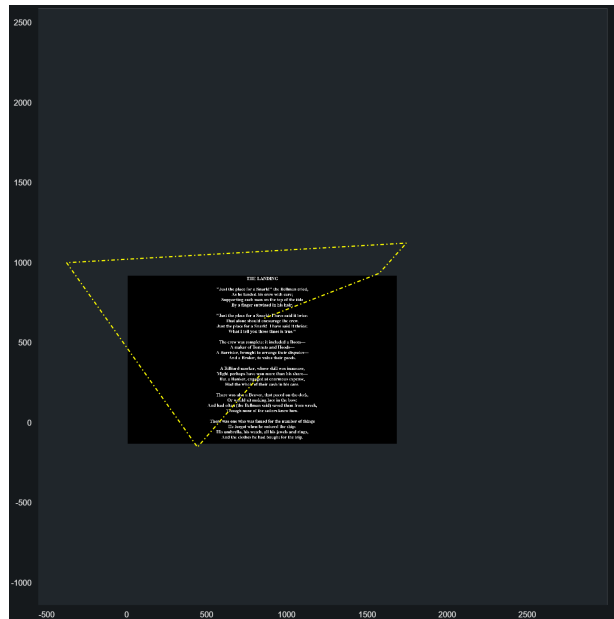 2500
2000
1500
1000
THE LANDING
"Just the place for a Snark!" the Bellman cried,
As he landed his crew with care;
Supporting each man on the top of the tide
By a finger entwined in his hair.
"Just the place for a Snark! I have said it twice:
That alone should encourage the crew.
Just the place for a Snark! I have said it thrice:
What I tell you three times is true."
500
The crew was complete: it included a Boots—
A maker of Bonnets and Hoods—
A Barrister, brought to arrange their disputes—
And a Broker, to value their goods.
A Billiard-marker, whose skill was immense,
Might perhaps have won more than his share—
But a Banker, engaged at enormous expense,
Had the whole of their cash in his care.
There was also a Beaver, that paced on the deck,
Or would sit making lace in the bow:
And had often (the Bellman said) saved them from wreck,
Though none of the sailors knew how.
0
There was one who was famed for the number of things
He forgot when he entered the ship:
His umbrella, his watch, all his jewels and rings,
And the clothes he had bought for the trip.
-500
-1000
-500 0 500 1000 1500 2000 2500